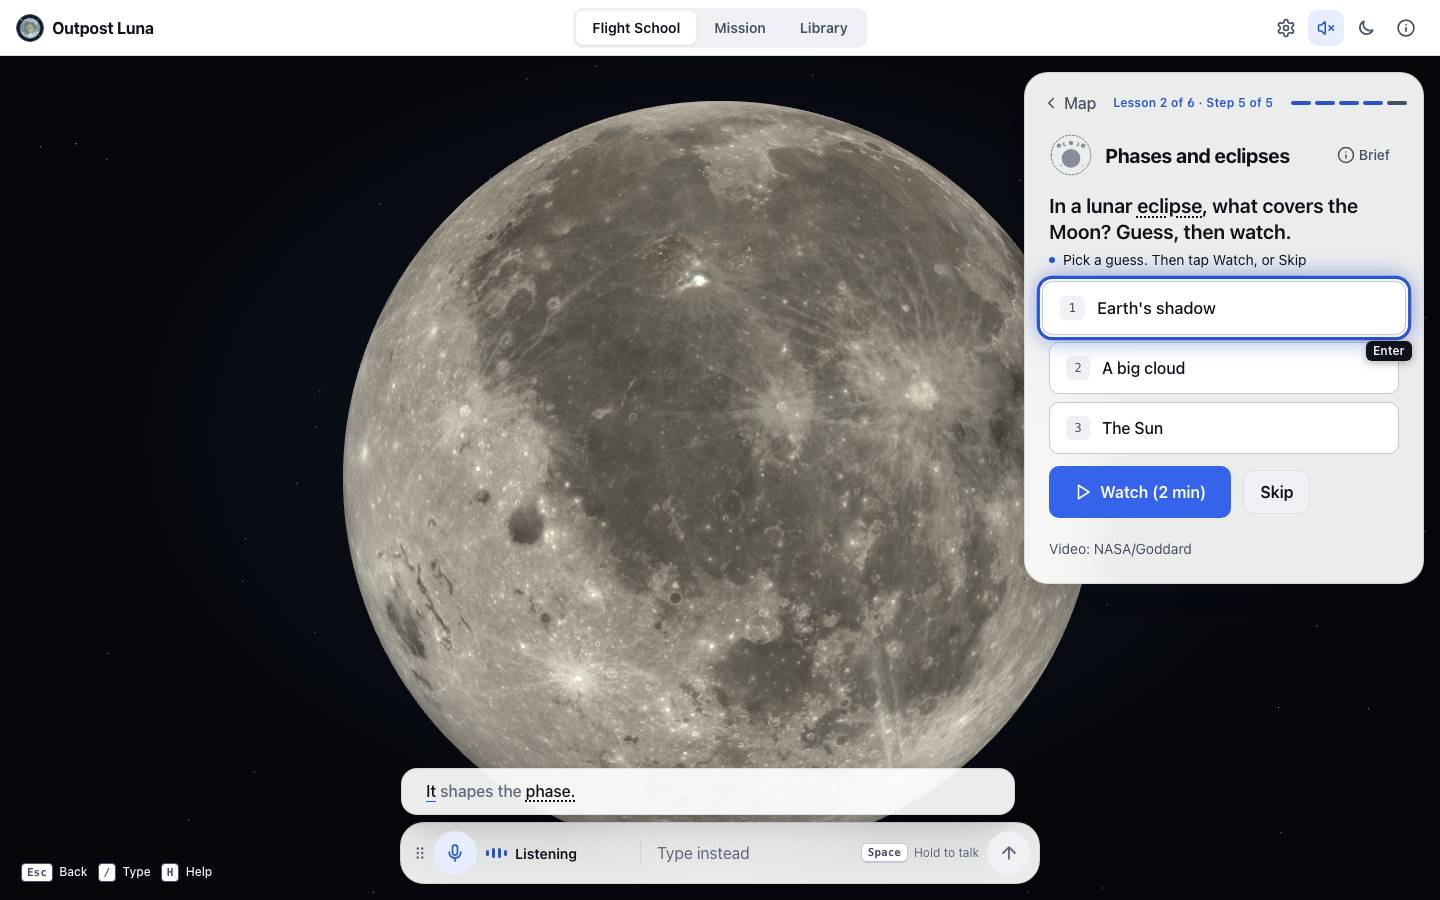 Outpost Luna
Flight School
Mission
Library
Map
Lesson 2 of 6 · Step 5 of 5
Phases and eclipses
Brief
In a lunar eclipse, what covers the
Moon? Guess, then watch.
Pick a guess. Then tap Watch, or Skip
1 Earth's shadow
Enter
2 A big cloud
3 The Sun
Watch (2 min)
Skip
Video: NASA/Goddard
It shapes the phase.
Listening
Type instead
Space Hold to talk
Esc Back / Type H Help